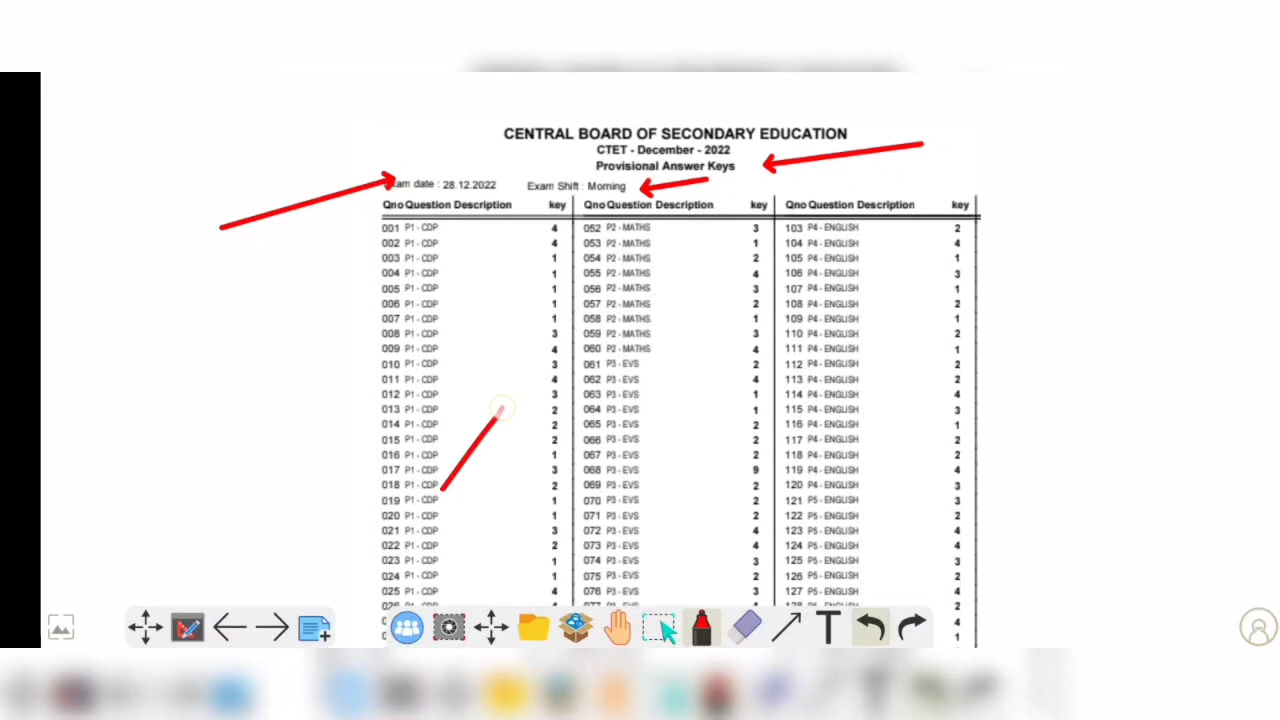 CENTRAL BOARD OF SECONDARY EDUCATION
CTET - December - 2022
Provisional Answer Keys
am date : 28.12.2022 Exam Shift : Morning
Qno Question Description key Qno Question Description key Qno Question Description key
001 P1 - CDP 4 052 P2 - MATHS 3 103 P4 - ENGLISH 2
002 P1 - CDP 4 053 P2 - MATHS 1 104 P4 - ENGLISH 4
003 P1 - CDP 1 054 P2 - MATHS 2 105 P4 - ENGLISH 1
004 P1 - CDP 1 055 P2 - MATHS 4 106 P4 - ENGLISH 3
005 P1 - CDP 1 056 P2 - MATHS 3 107 P4 - ENGLISH 1
006 P1 - CDP 1 057 P2 - MATHS 2 108 P4 - ENGLISH 2
007 P1 - CDP 1 058 P2 - MATHS 1 109 P4 - ENGLISH 1
008 P1 - CDP 3 059 P2 - MATHS 3 110 P4 - ENGLISH 2
009 P1 - CDP 4 060 P2 - MATHS 4 111 P4 - ENGLISH 1
010 P1 - CDP 3 061 P3 - EVS 2 112 P4 - ENGLISH 2
011 P1 - CDP 4 062 P3 - EVS 4 113 P4 - ENGLISH 2
012 P1 - CDP 3 063 P3 - EVS 1 114 P4 - ENGLISH 4
013 P1 - CDP 2 064 P3 - EVS 1 115 P4 - ENGLISH 3
014 P1 - CDP 2 065 P3 - EVS 2 116 P4 - ENGLISH 1
015 P1 - CDP 2 066 P3 - EVS 2 117 P4 - ENGLISH 2
016 P1 - CDP 1 067 P3 - EVS 2 118 P4 - ENGLISH 2
017 P1 - CDP 3 068 P3 - EVS 9 119 P4 - ENGLISH 4
018 P1 - CDP 2 069 P3 - EVS 2 120 P4 - ENGLISH 3
019 P1 - CDP 1 070 P3 - EVS 2 121 P5 - ENGLISH 3
020 P1 - CDP 1 071 P3 - EVS 2 122 P5 - ENGLISH 2
021 P1 - CDP 3 072 P3 - EVS 4 123 P5 - ENGLISH 4
022 P1 - CDP 2 073 P3 - EVS 4 124 P5 - ENGLISH 4
023 P1 - CDP 1 074 P3 - EVS 3 125 P5 - ENGLISH 3
024 P1 - CDP 1 075 P3 - EVS 2 126 P5 - ENGLISH 2
025 P1 - CDP 4 076 P3 - EVS 3 127 P5 - ENGLISH 4
2
4
1
T